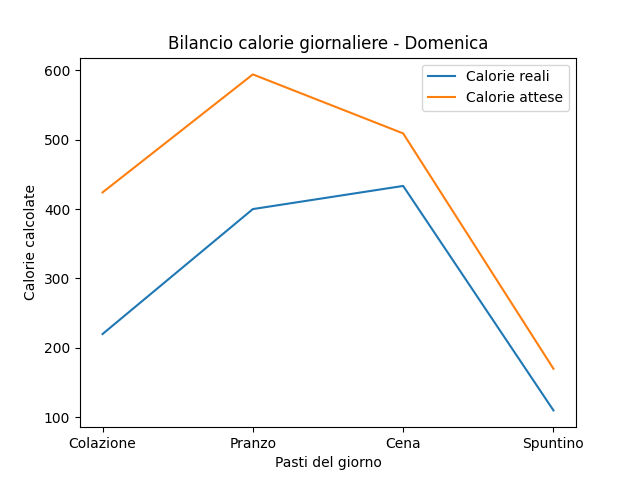 Bilancio calorie giornaliere - Domenica
Calorie reali
Calorie attese
Calorie calcolate
600
500
400
300
200
100
Colazione Pranzo Cena Spuntino
Pasti del giorno